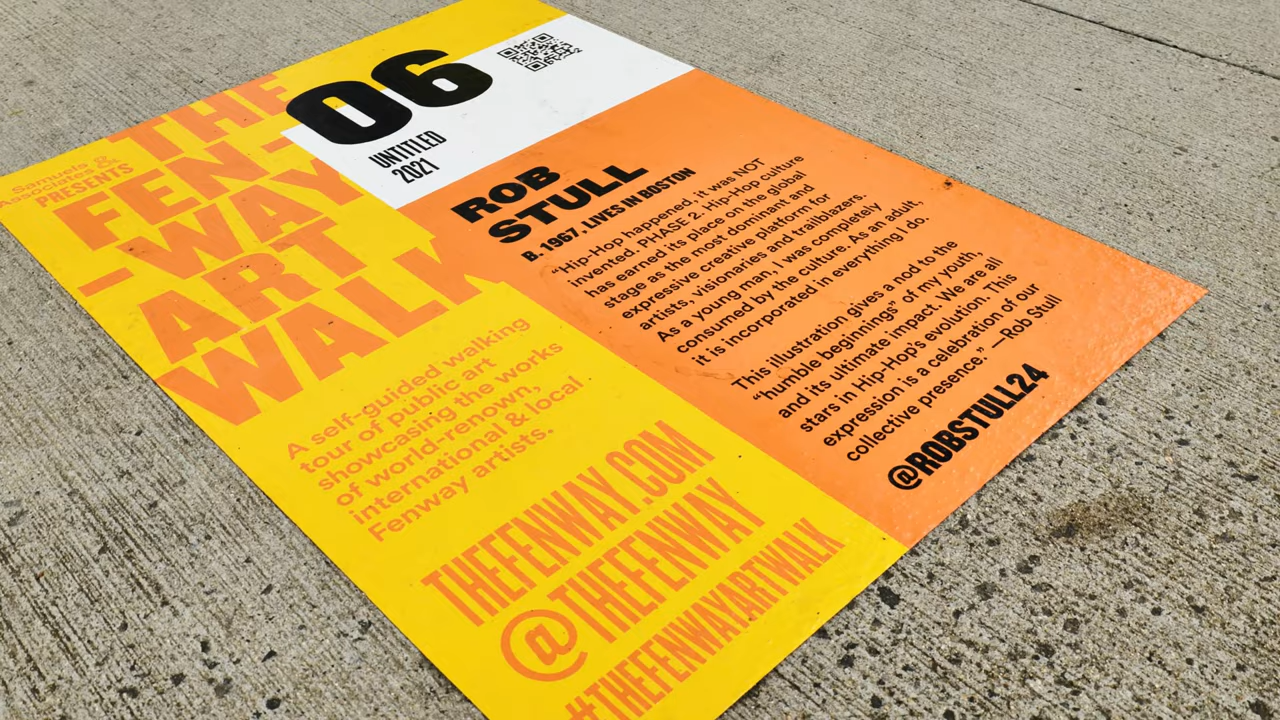 Samuels &
Associates
PRESENTS
THE
FEN-
-WAY
ART
WALK
A self-guided walking
tour of public art
showcasing the works
of world-renown,
international & local
Fenway artists.
THEFENWAY.COM
@THEFENWAY
#THEFENWAYARTWALK
06
UNTITLED
2021
ROB
STULL
B. 1967, LIVES IN BOSTON
“Hip-Hop happened, it was NOT
invented”- PHASE 2. Hip-Hop culture
has earned its place on the global
stage as the most dominant and
expressive creative platform for
artists, visionaries and trailblazers.
As a young man, I was completely
consumed by the culture. As an adult,
it is incorporated in everything I do.
This illustration gives a nod to the
“humble beginnings” of my youth,
and its ultimate impact. We are all
stars in Hip-Hop’s evolution. This
expression is a celebration of our
collective presence.” —Rob Stull
@ROBSTULL24